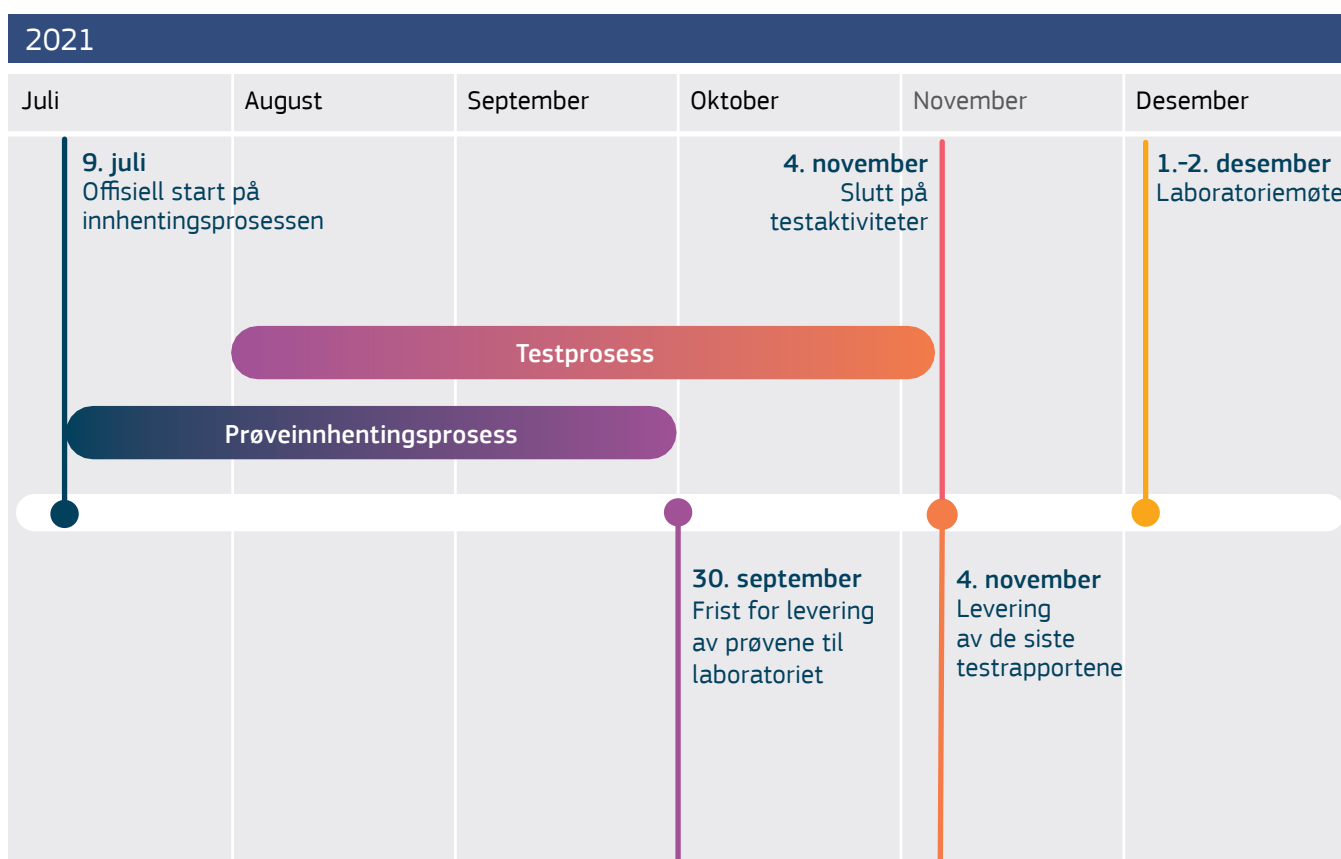 2021
Juli
August
September
Oktober
November
Desember
9. juli
Offisiell start på
innhentingsprosessen
4. november
Slutt på
testaktiviteter
1.-2. desember
Laboratoriemøte
Testprosess
Prøveinnhentingsprosess
30. september
Frist for levering
av prøvene til
laboratoriet
4. november
Levering
av de siste
testrapportene